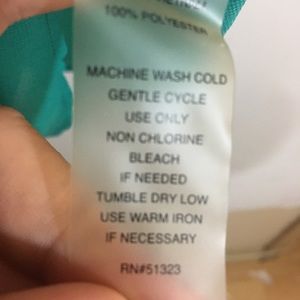 100% POLYESTER
MACHINE WASH COLD
GENTLE CYCLE
USE ONLY
NON CHLORINE
BLEACH
IF NEEDED
TUMBLE DRY LOW
USE WARM IRON
IF NECESSARY
RN#51323